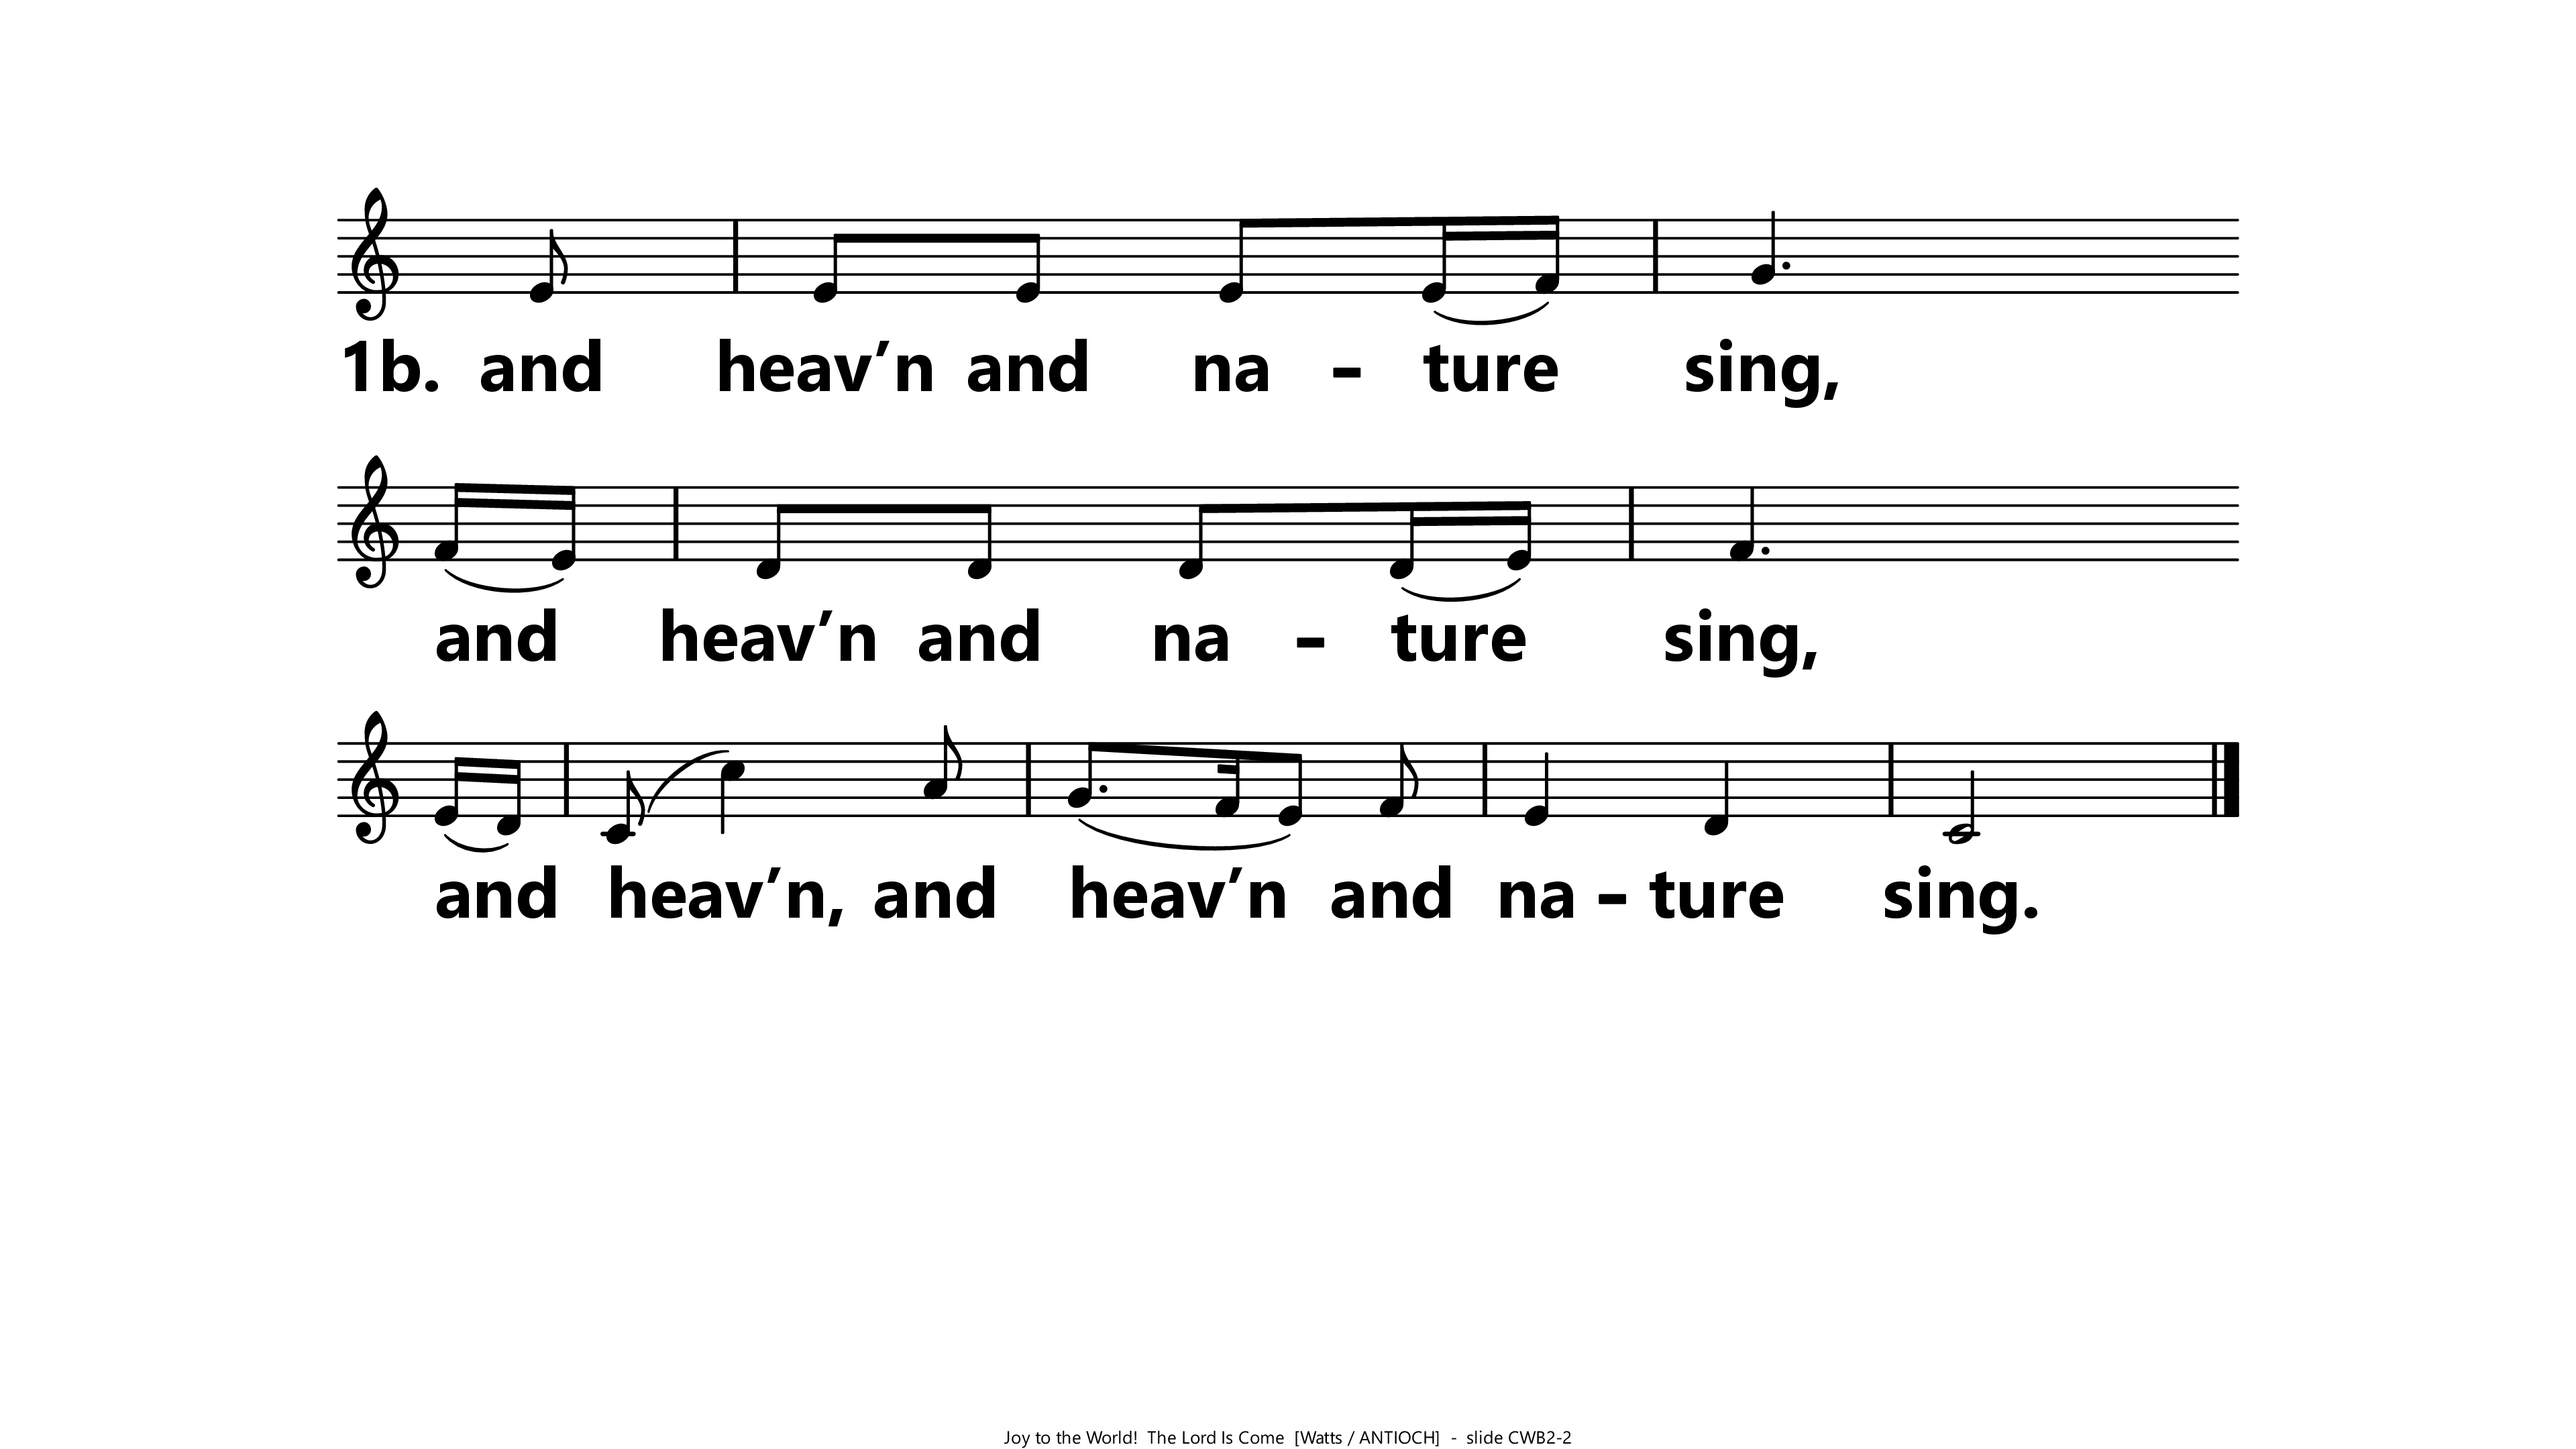 1b. and heav’n and na - ture sing,
and heav’n and na - ture sing,
and heav’n, and heav’n and na - ture sing.
Joy to the World! The Lord Is Come [Watts / ANTIOCH] - slide CWB2-2